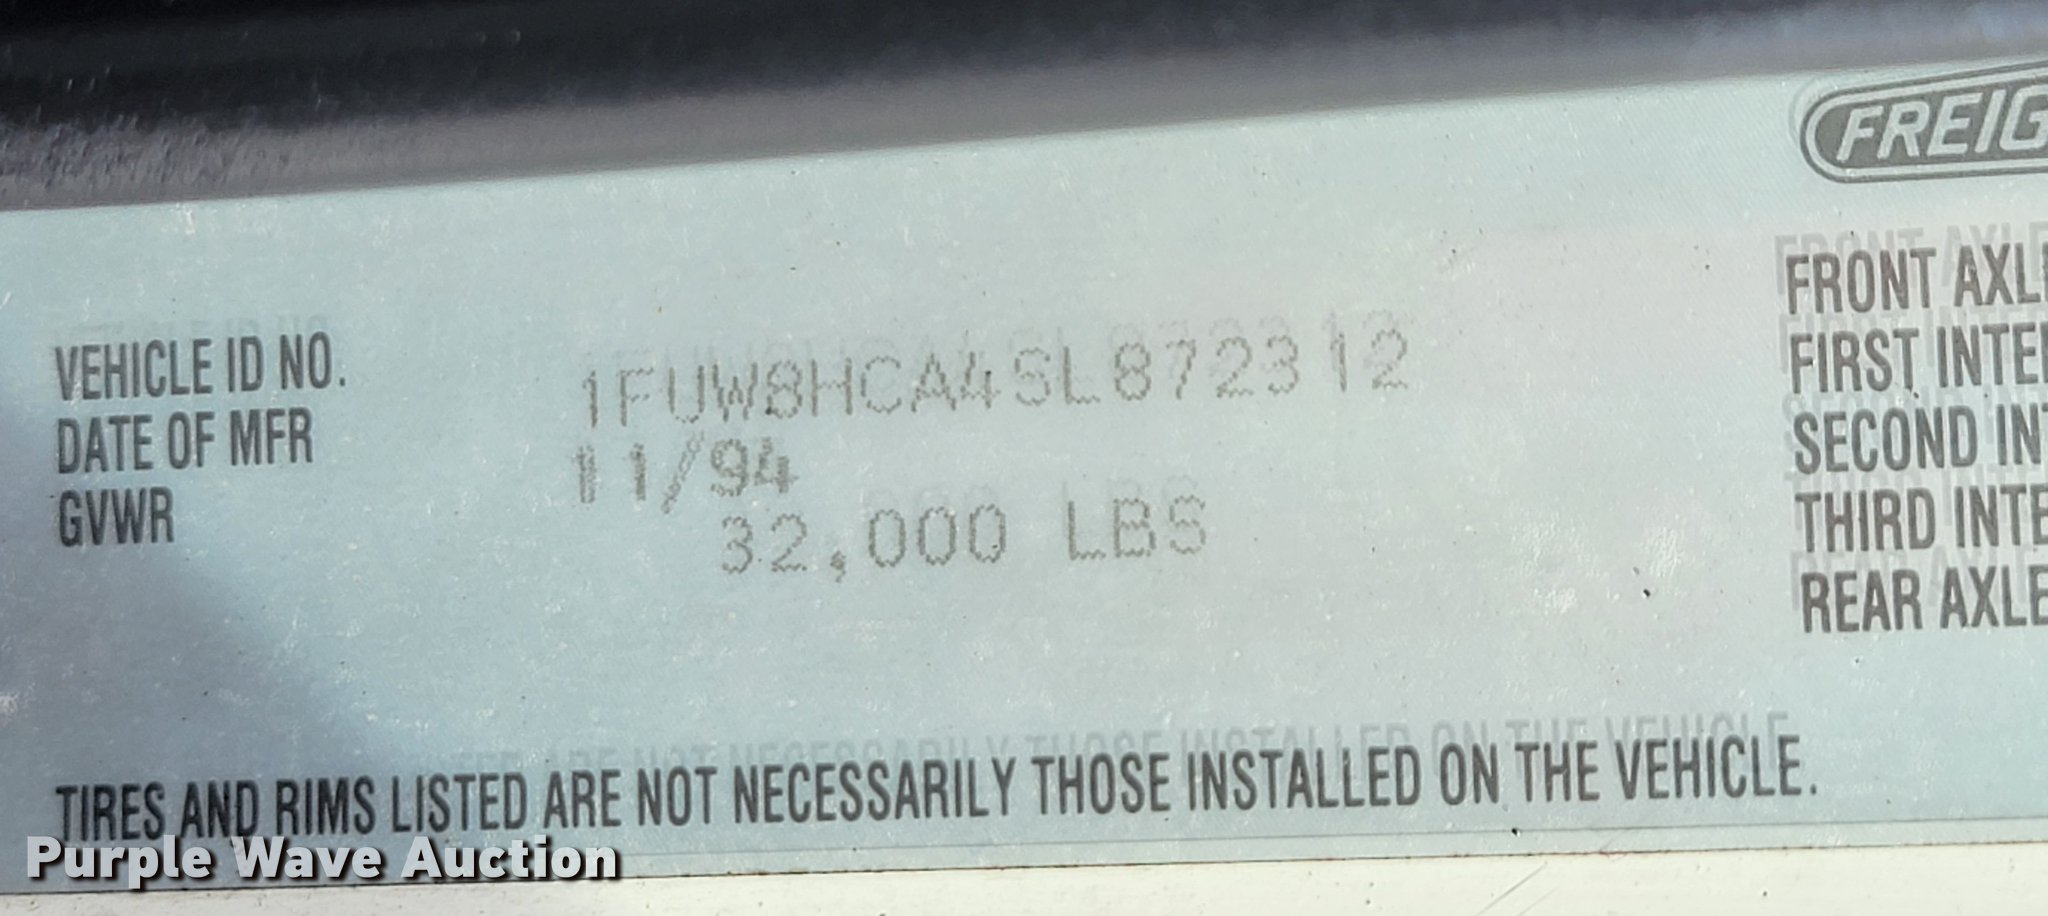 FREIG
VEHICLE ID NO. 1FUW8HCA4SL872312
DATE OF MFR 11/94
GVWR 32,000 LBS
FRONT AXLE
FIRST INTE
SECOND INT
THIRD INTE
REAR AXLE
TIRES AND RIMS LISTED ARE NOT NECESSARILY THOSE INSTALLED ON THE VEHICLE.
Purple Wave Auction